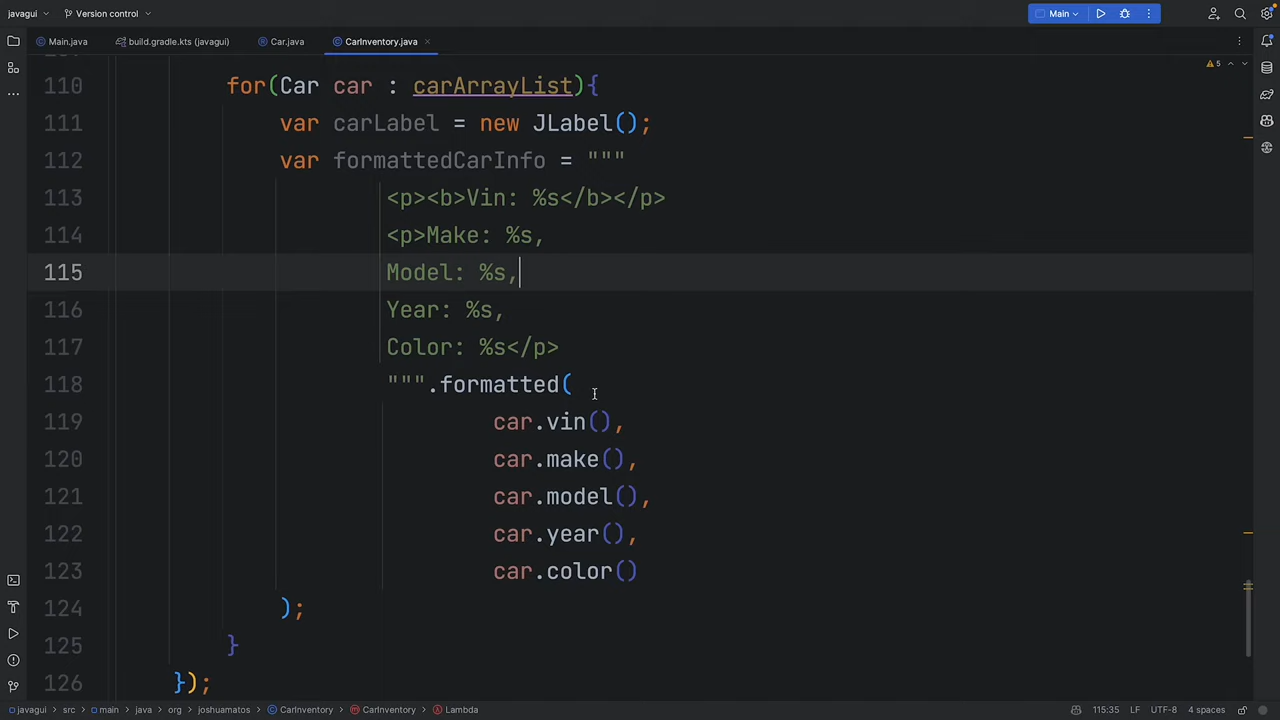 javagui Version control Main
Main.java build.gradle.kts (javagui) Car.java CarInventory.java
110 for(Car car : carArrayList){ 5
111 var carLabel = new JLabel();
112 var formattedCarInfo = """
113 <p><b>Vin: %s</b></p>
114 <p>Make: %s,
115 Model: %s,
116 Year: %s,
117 Color: %s</p>
118 """.formatted(
119 car.vin(),
120 car.make(),
121 car.model(),
122 car.year(),
123 car.color()
124 );
125 }
126 });
javagui > src > main > java > org > joshuamatos > CarInventory > CarInventory > Lambda 115:35 LF UTF-8 4 spaces